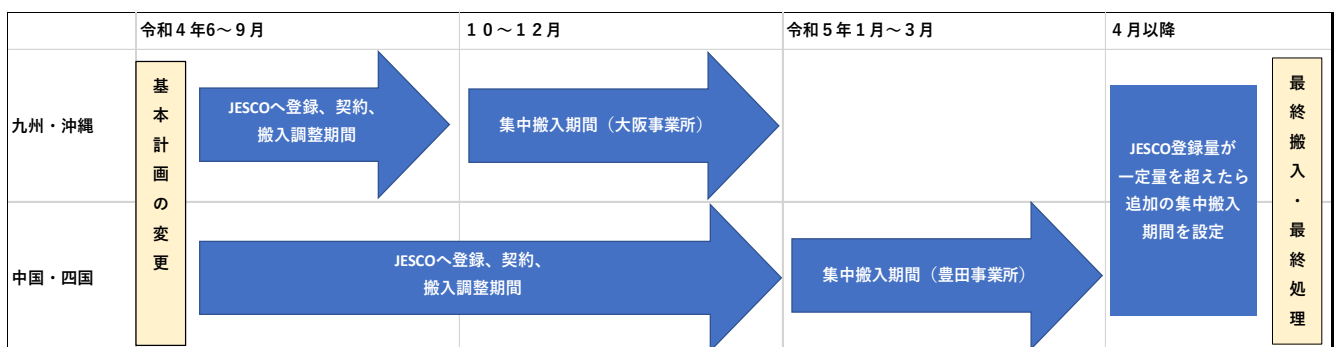 令和４年6～９月
１０～１２月
令和５年１月～３月
４月以降
基本計画の変更
九州・沖縄
JESCOへ登録、契約、
搬入調整期間
集中搬入期間（大阪事業所）
中国・四国
JESCOへ登録、契約、
搬入調整期間
集中搬入期間（豊田事業所）
JESCO登録量が
一定量を超えたら
追加の集中搬入
期間を設定
最終搬入・最終処理